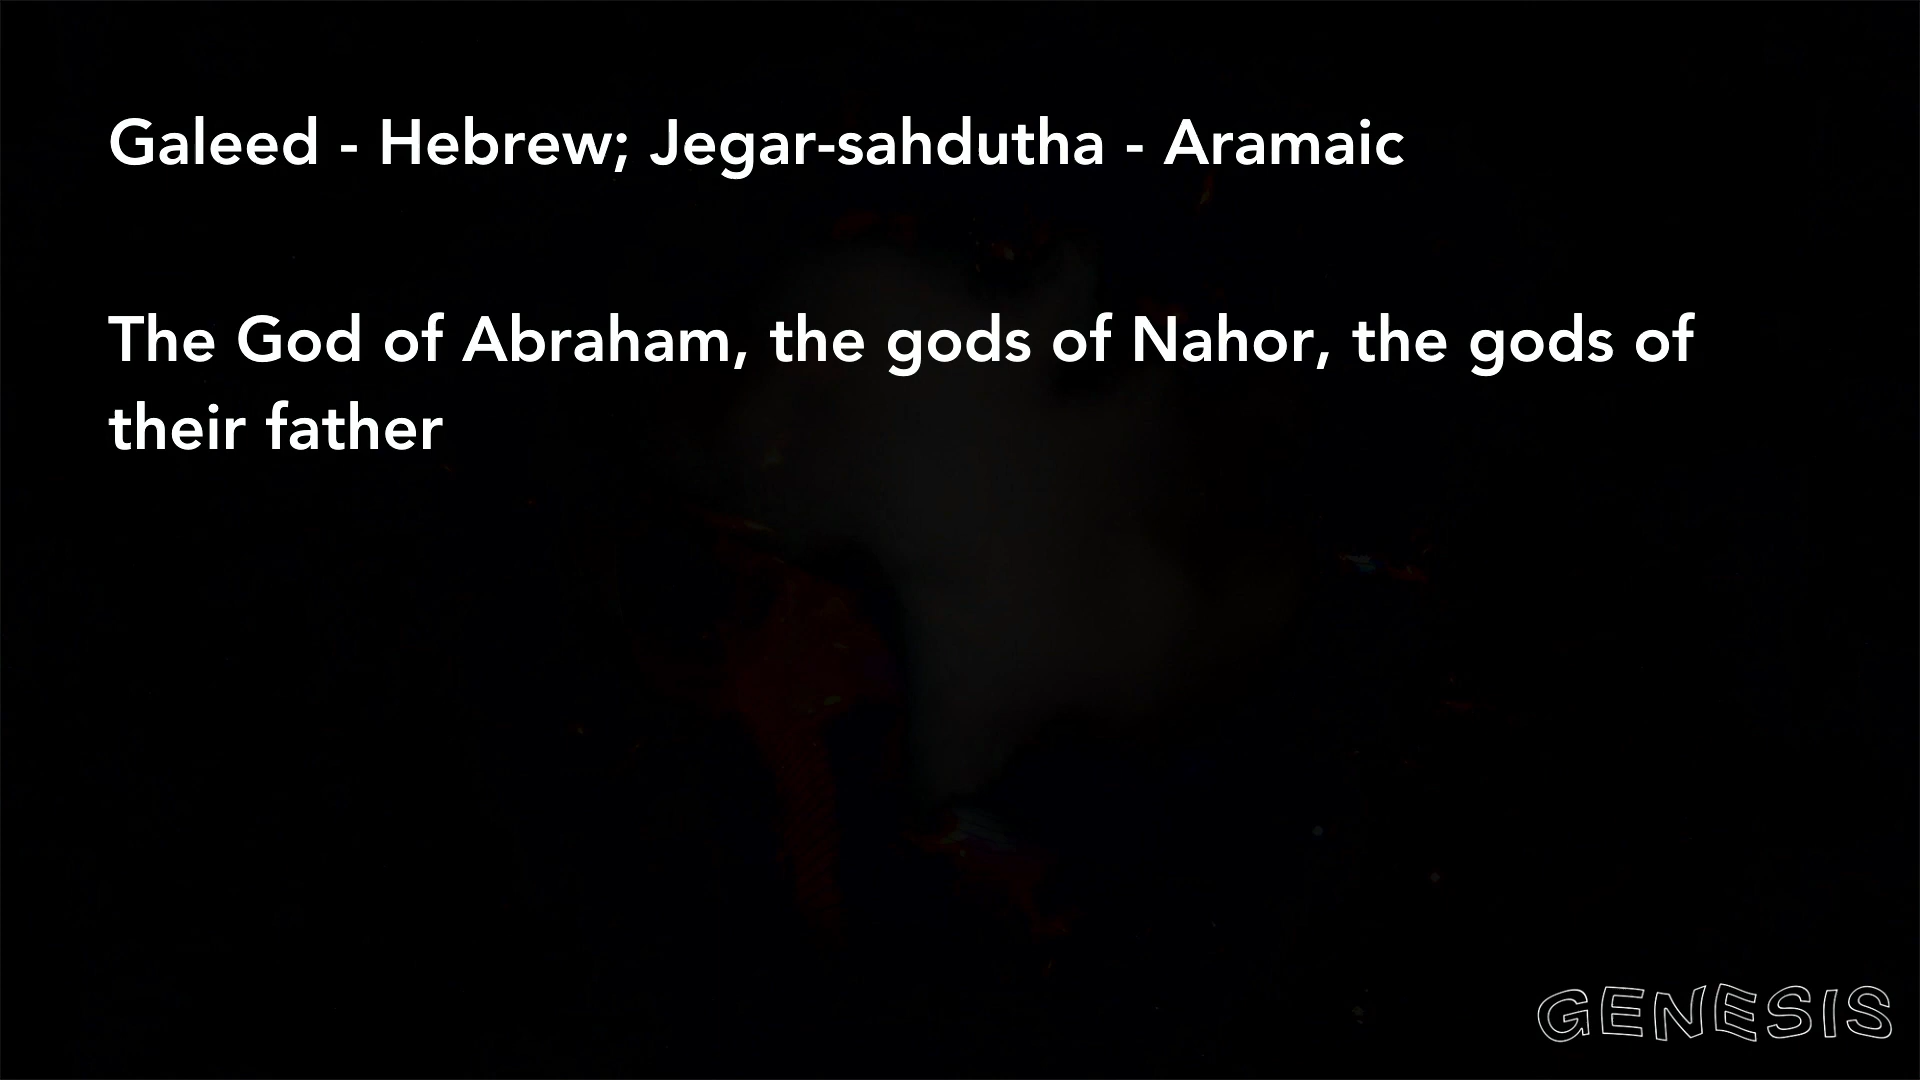 Galeed - Hebrew; Jegar-sahdutha - Aramaic
The God of Abraham, the gods of Nahor, the gods of
their father
GENESIS